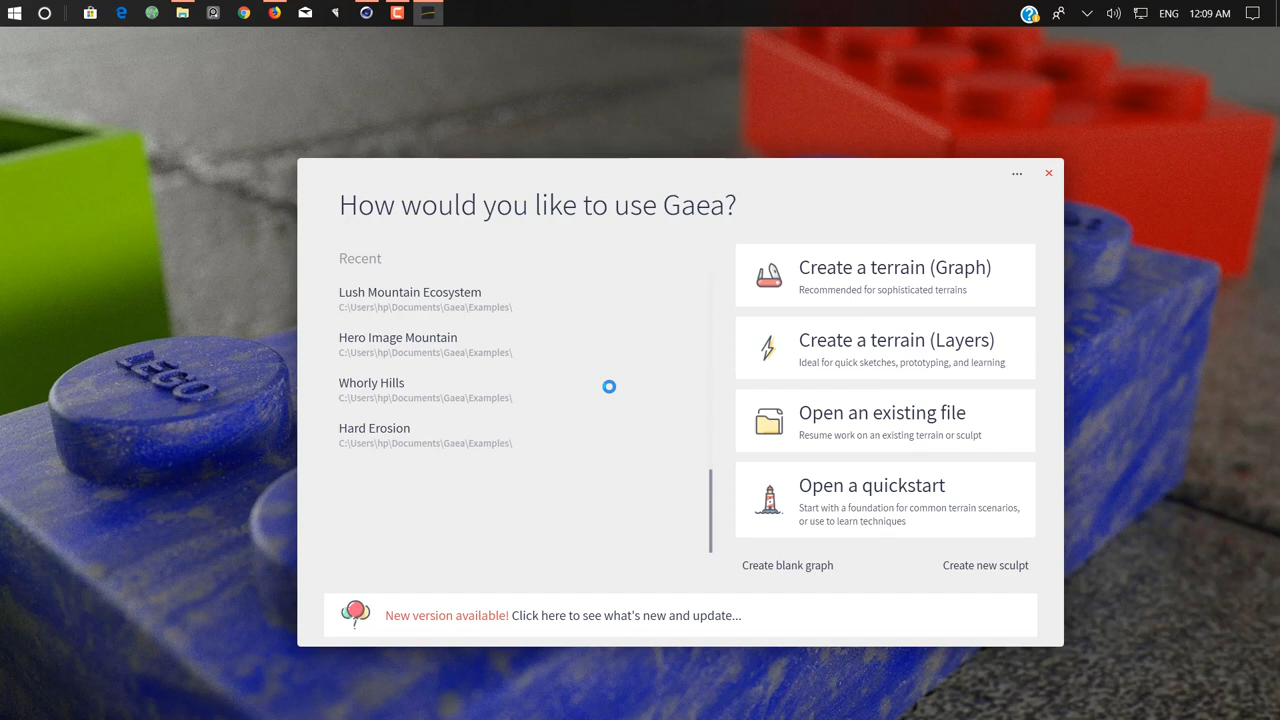 ENG 12:09 AM
How would you like to use Gaea?
Recent
Lush Mountain Ecosystem
C:\Users\hp\Documents\Gaea\Examples\
Hero Image Mountain
C:\Users\hp\Documents\Gaea\Examples\
Whorly Hills
C:\Users\hp\Documents\Gaea\Examples\
Hard Erosion
C:\Users\hp\Documents\Gaea\Examples\
Create a terrain (Graph)
Recommended for sophisticated terrains
Create a terrain (Layers)
Ideal for quick sketches, prototyping, and learning
Open an existing file
Resume work on an existing terrain or sculpt
Open a quickstart
Start with a foundation for common terrain scenarios,
or use to learn techniques
Create blank graph
Create new sculpt
New version available! Click here to see what's new and update...
LEGO